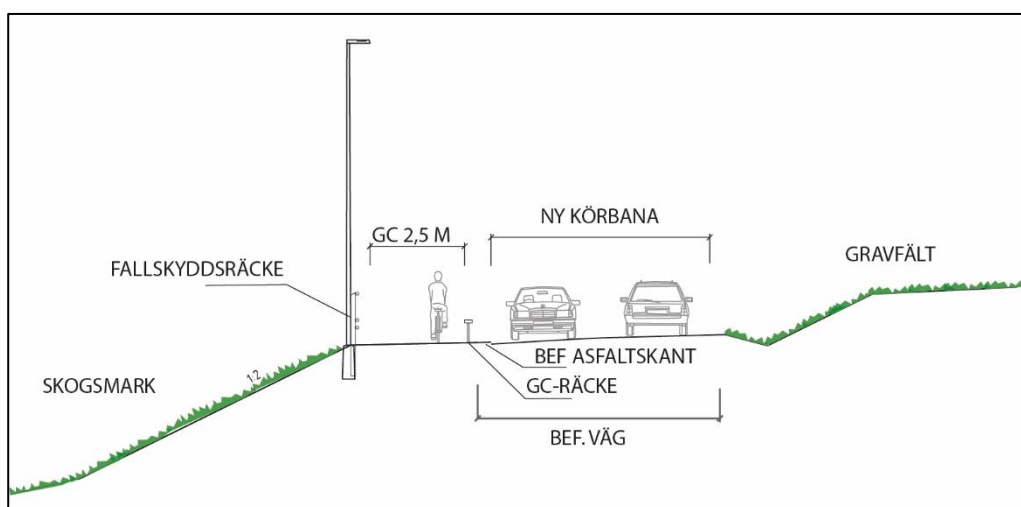 NY KÖRBANA
GC 2,5 M
GRAVFÄLT
FALLSKYDDSRÄCKE
BEF ASFALTSKANT
SKOGSMARK
1:2
GC-RÄCKE
BEF. VÄG